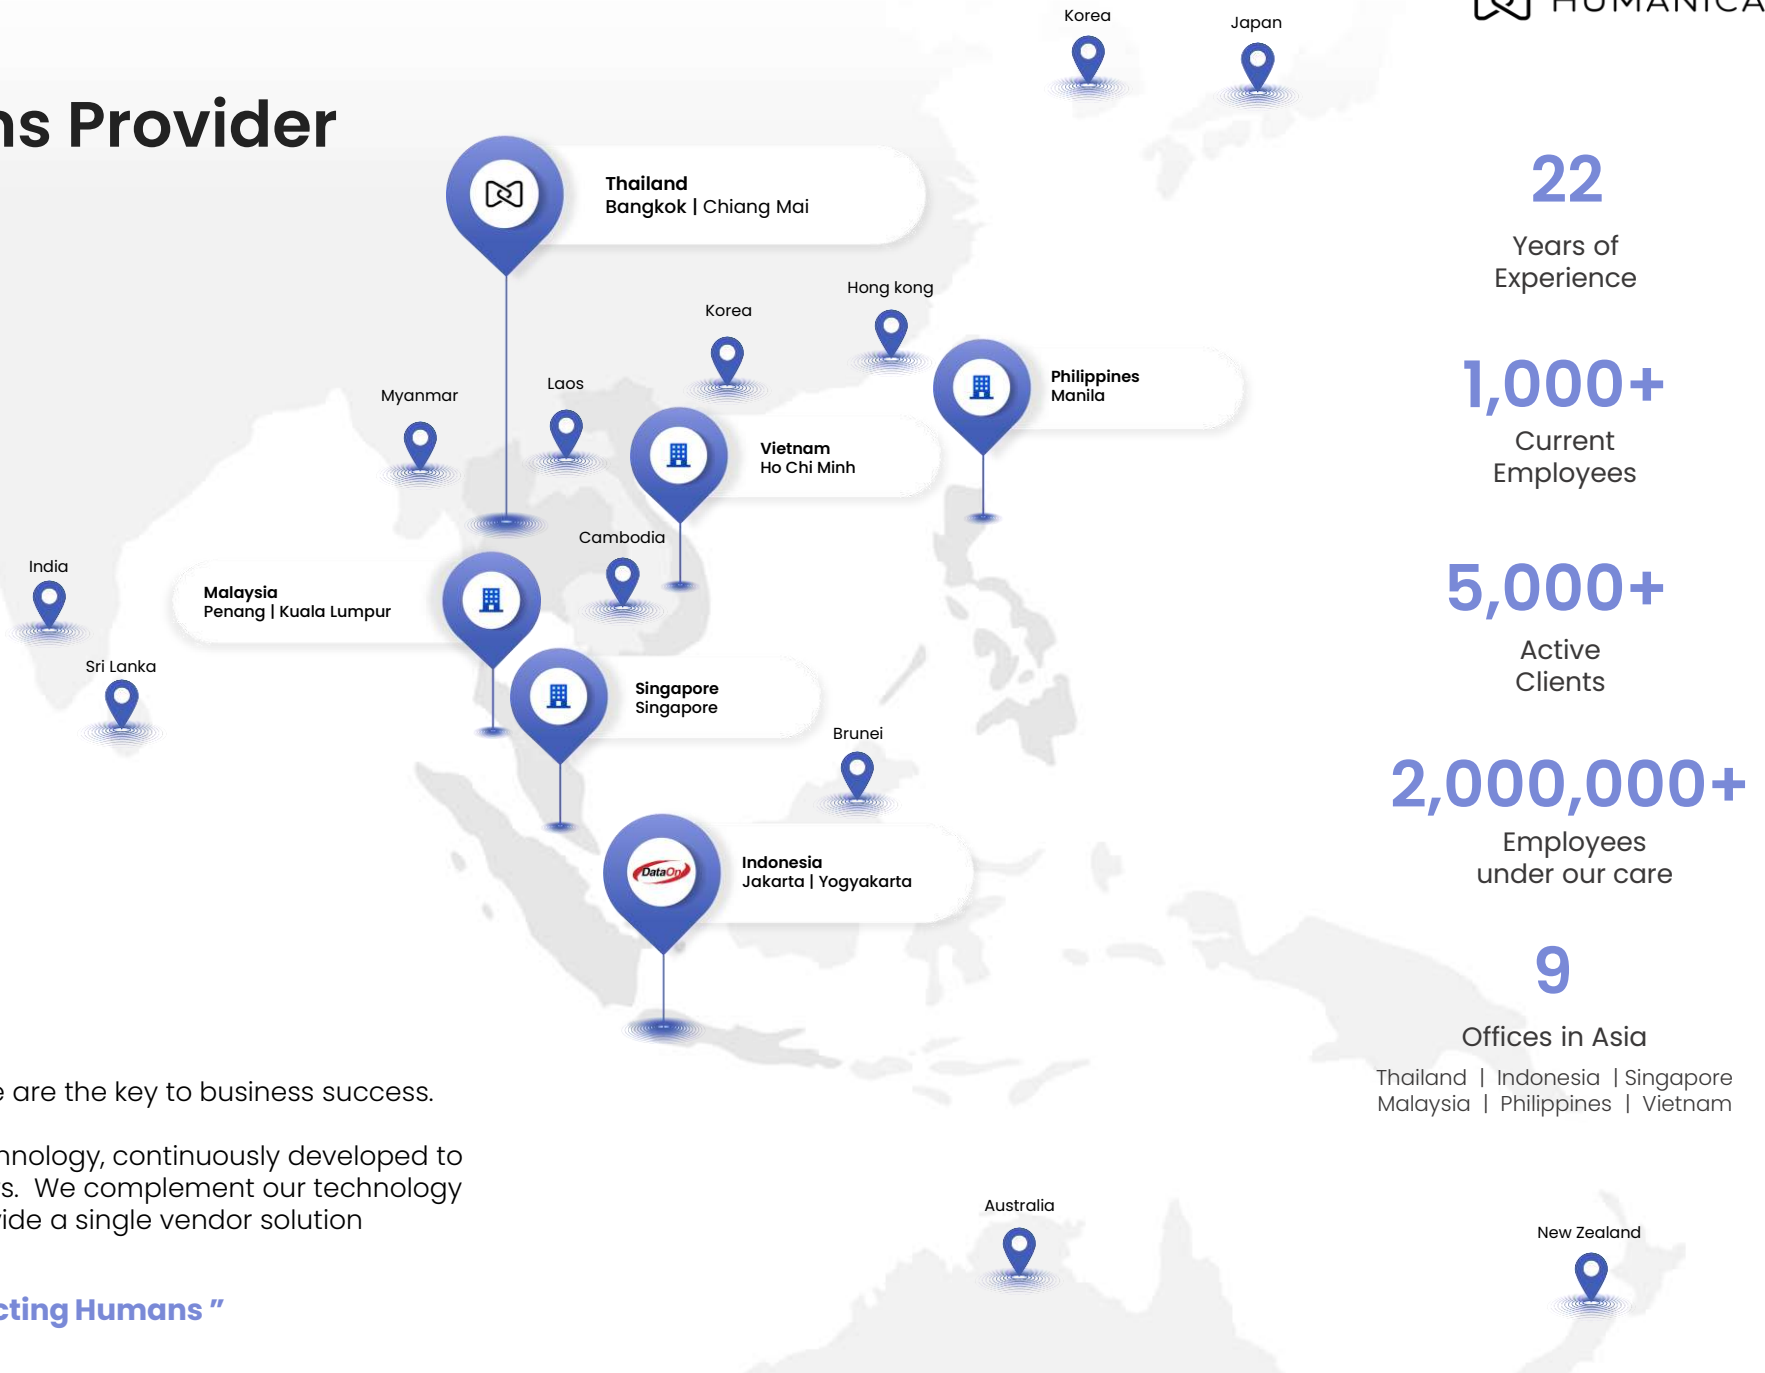 HUMANICA
Korea
Japan
ns Provider
Thailand
Bangkok | Chiang Mai
22
Years of
Experience
Hong kong
Korea
Philippines
Manila
1,000+
Current
Employees
Laos
Myanmar
Vietnam
Ho Chi Minh
Cambodia
India
Malaysia
Penang | Kuala Lumpur
5,000+
Active
Clients
Sri Lanka
Singapore
Singapore
Brunei
2,000,000+
Employees
under our care
DataOn
Indonesia
Jakarta | Yogyakarta
9
Offices in Asia
Thailand | Indonesia | Singapore
Malaysia | Philippines | Vietnam
e are the key to business success.
hnology, continuously developed to
rs. We complement our technology
vide a single vendor solution
Australia
New Zealand
cting Humans ”